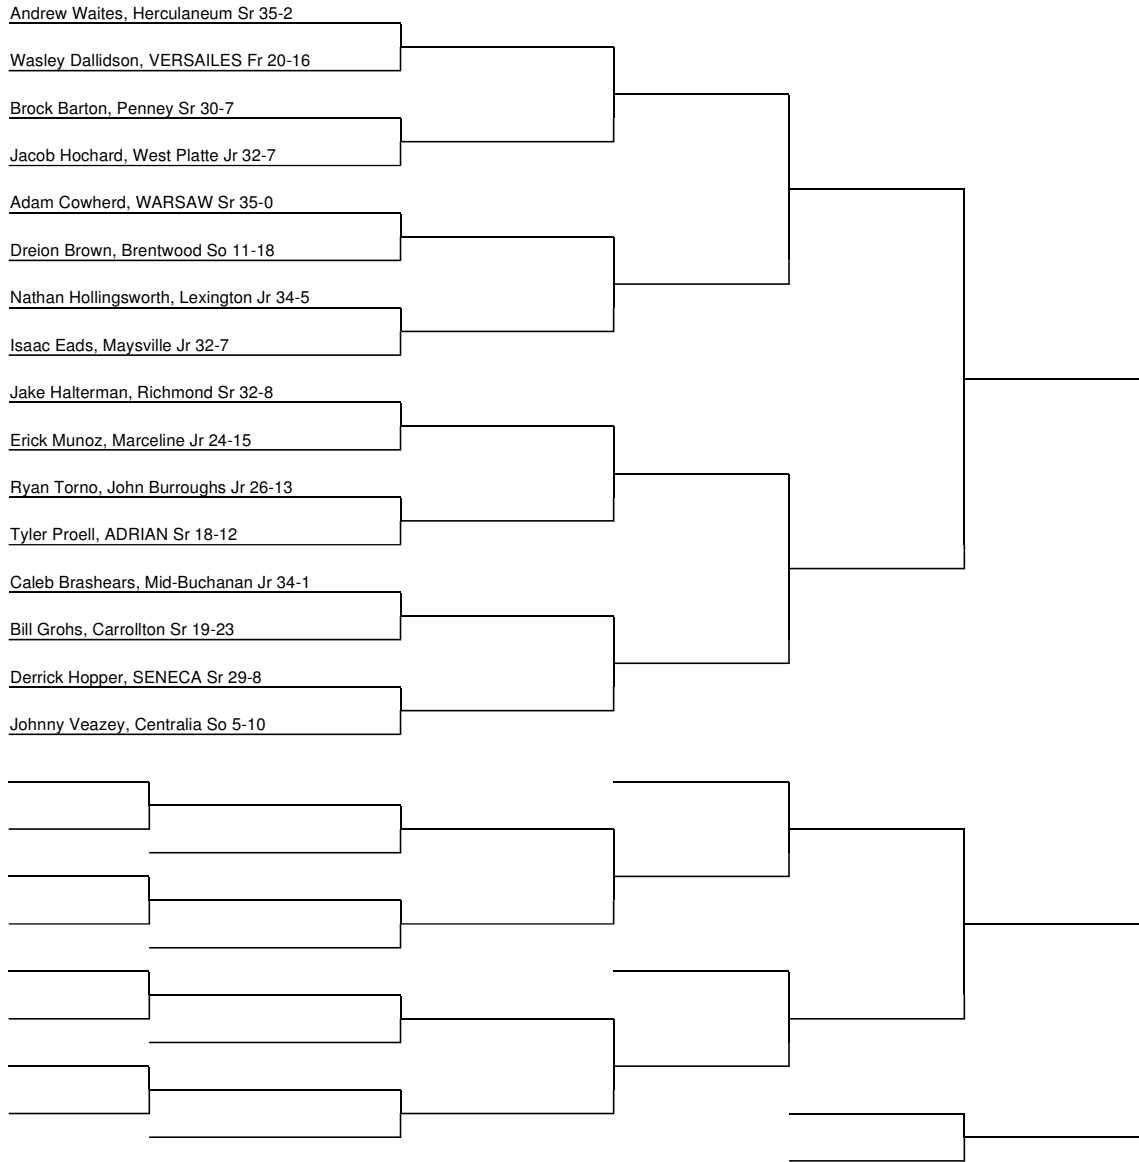 Andrew Waites, Herculaneum Sr 35-2
Wasley Dallidson, VERSAILES Fr 20-16
Brock Barton, Penney Sr 30-7
Jacob Hochard, West Platte Jr 32-7
Adam Cowherd, WARSAW Sr 35-0
Dreion Brown, Brentwood So 11-18
Nathan Hollingsworth, Lexington Jr 34-5
Isaac Eads, Maysville Jr 32-7
Jake Halterman, Richmond Sr 32-8
Erick Munoz, Marceline Jr 24-15
Ryan Torno, John Burroughs Jr 26-13
Tyler Proell, ADRIAN Sr 18-12
Caleb Brashears, Mid-Buchanan Jr 34-1
Bill Grohs, Carrollton Sr 19-23
Derrick Hopper, SENECA Sr 29-8
Johnny Veazey, Centralia So 5-10